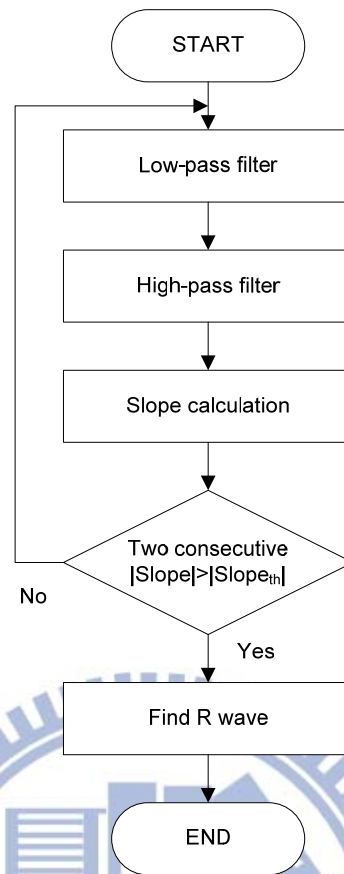 START
Low-pass filter
High-pass filter
Slope calculation
Two consecutive
|Slope|>|Slopeth|
No
Yes
Find R wave
END